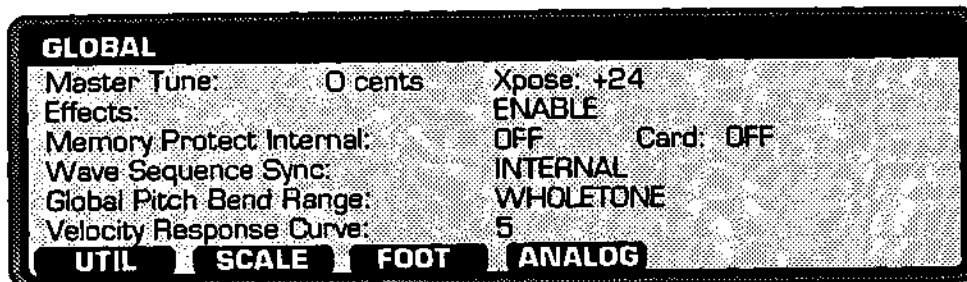 GLOBAL
Master Tune: 0 cents Xpose: +24
Effects: ENABLE
Memory Protect Internal: OFF Card: OFF
Wave Sequence Sync: INTERNAL
Global Pitch Bend Range: WHOLETONE
Velocity Response Curve: 5
UTIL SCALE FOOT ANALOG